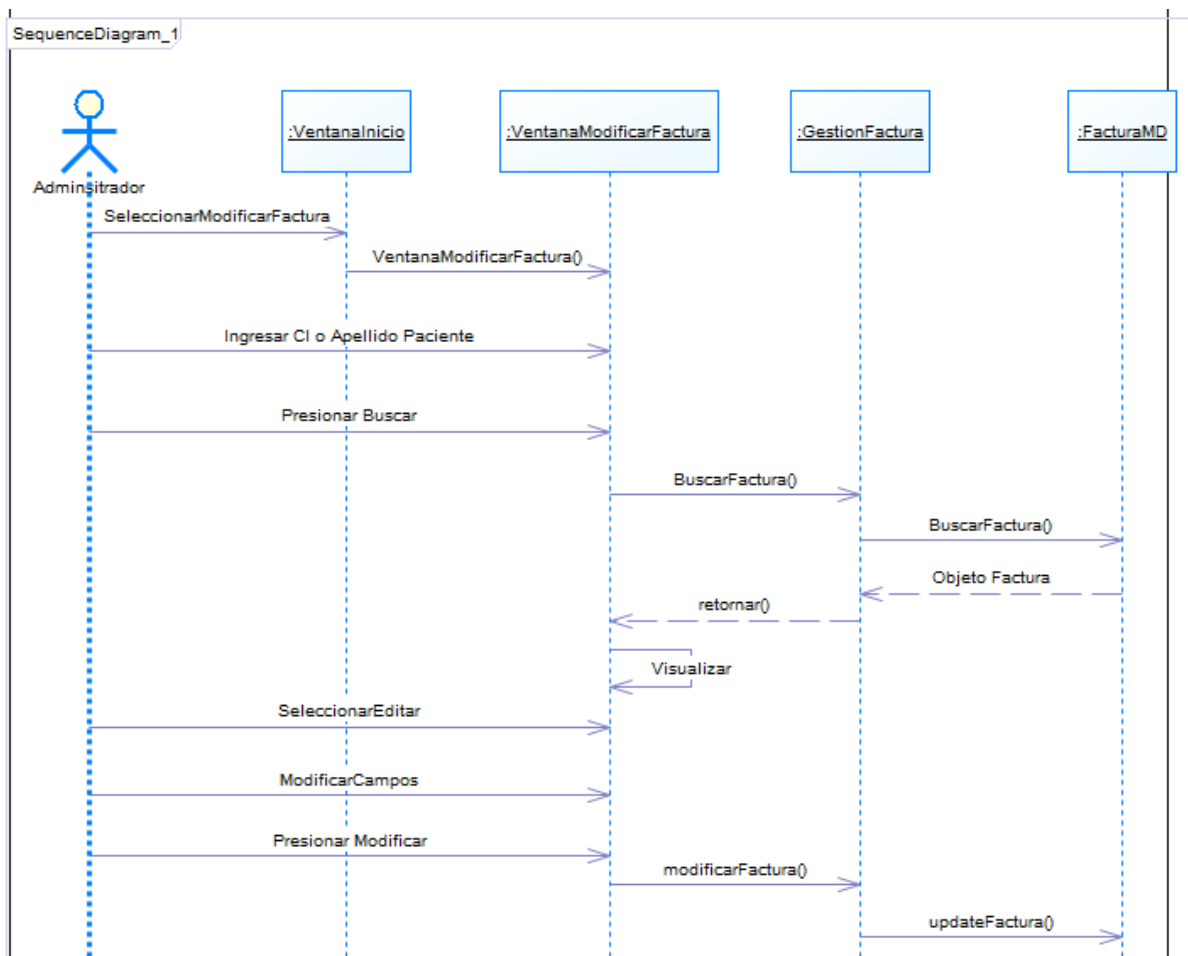 SequenceDiagram_1
:VentanaInicio
:VentanaModificarFactura
:GestionFactura
:FacturaMD
Adminsitrador
SeleccionarModificarFactura
VentanaModificarFactura()
Ingresar CI o Apellido Paciente
Presionar Buscar
BuscarFactura()
BuscarFactura()
Objeto Factura
retornar()
Visualizar
SeleccionarEditar
ModificarCampos
Presionar Modificar
modificarFactura()
updateFactura()